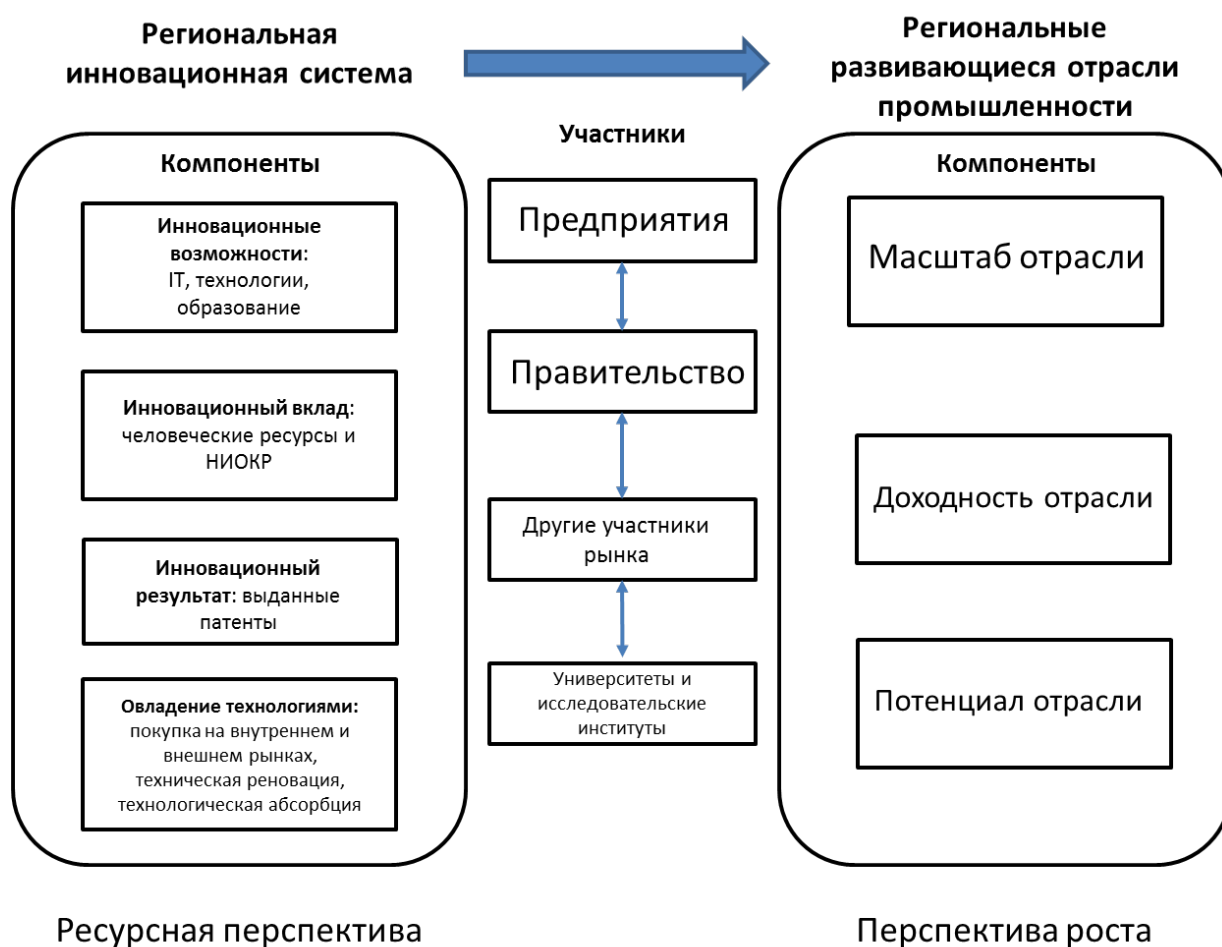 Региональная
инновационная система
Региональные
развивающиеся отрасли
промышленности
Компоненты
Инновационные
возможности:
IT, технологии,
образование
Инновационный вклад:
человеческие ресурсы и
НИОКР
Инновационный
результат: выданные
патенты
Овладение технологиями:
покупка на внутреннем и
внешнем рынках,
техническая реновация,
технологическая абсорбция
Участники
Предприятия
Правительство
Другие участники
рынка
Университеты и
исследовательские
институты
Компоненты
Масштаб отрасли
Доходность отрасли
Потенциал отрасли
Ресурсная перспектива
Перспектива роста